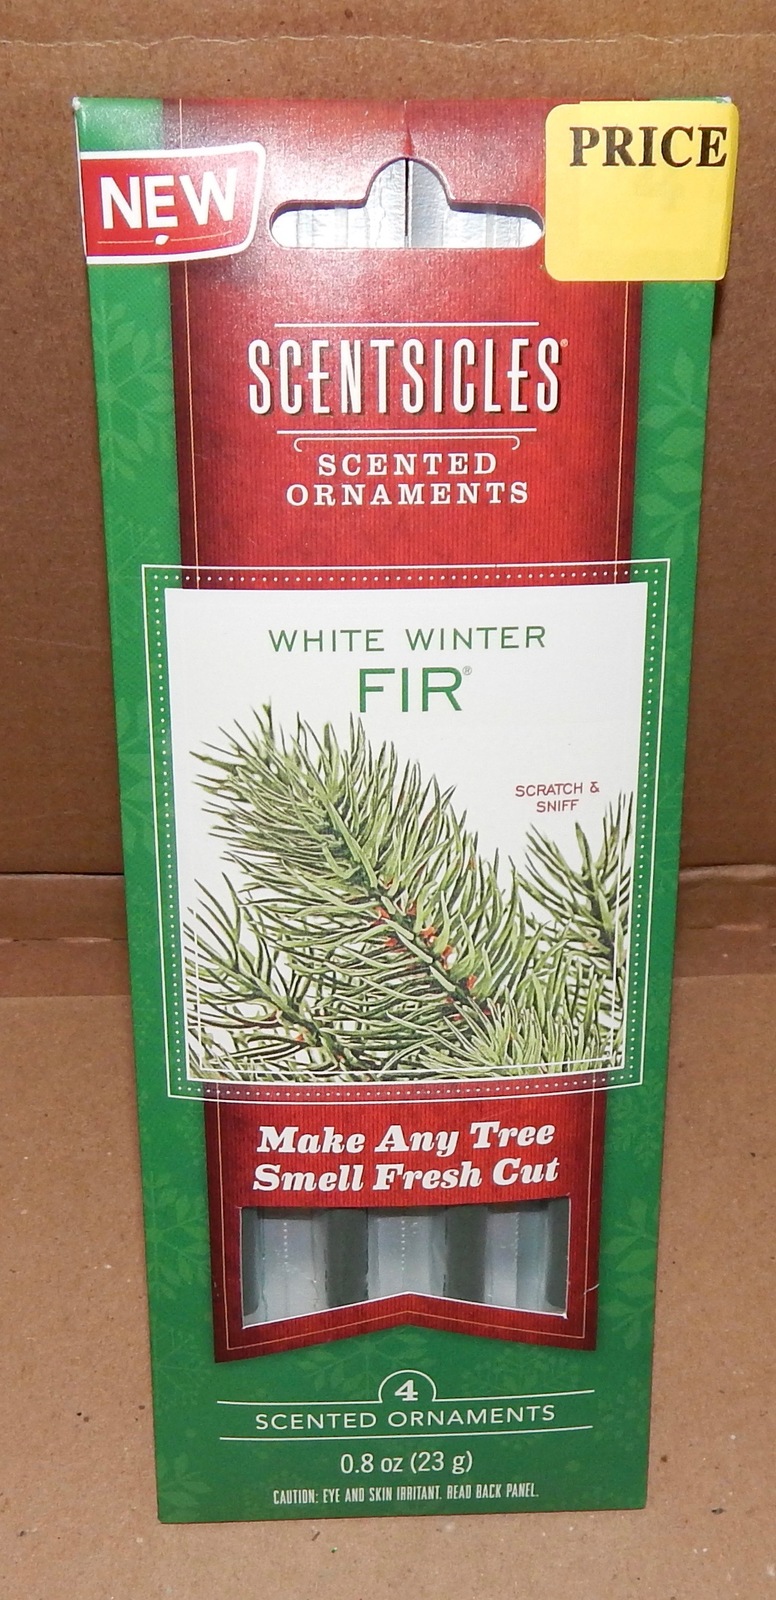 NEW
PRICE
SCENTSICLES®
SCENTED
ORNAMENTS
WHITE WINTER
FIR®
SCRATCH &
SNIFF
Make Any Tree
Smell Fresh Cut
4
SCENTED ORNAMENTS
0.8 oz (23 g)
CAUTION: EYE AND SKIN IRRITANT. READ BACK PANEL.